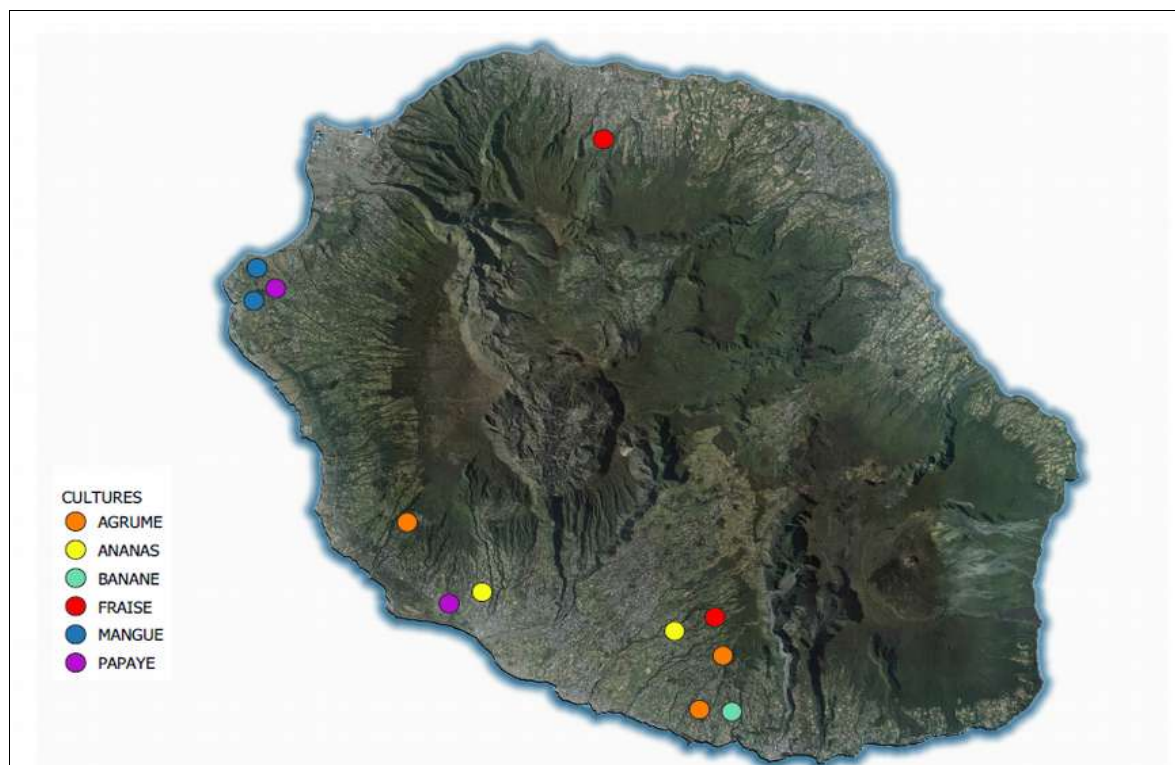 CULTURES
AGRUME
ANANAS
BANANE
FRAISE
MANGUE
PAPAYE